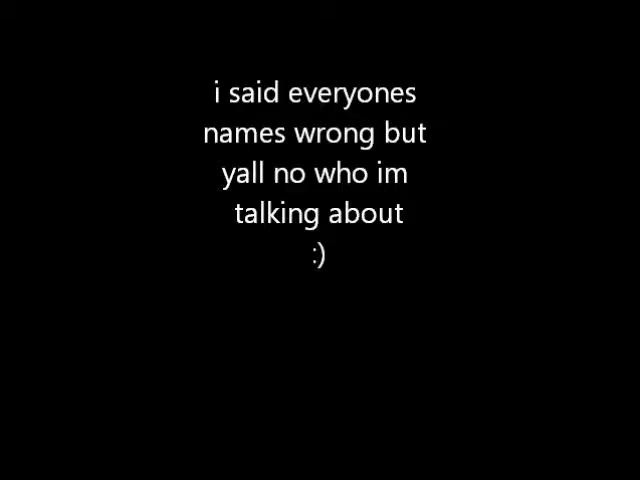 i said everyones
names wrong but
yall no who im
talking about
:)